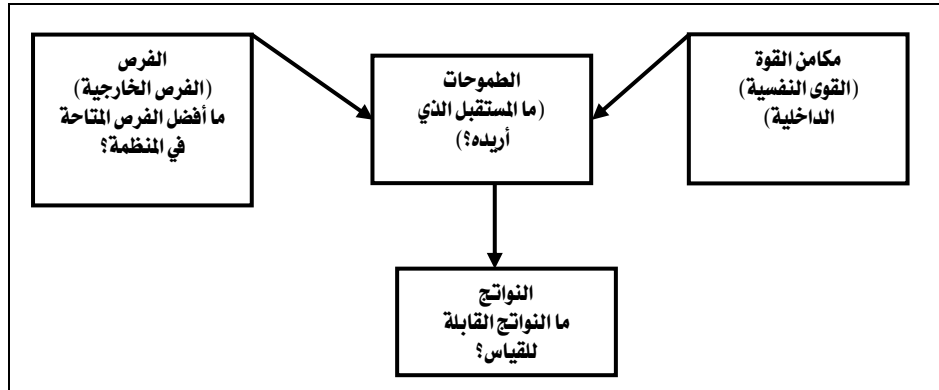 مكامن القوة
(القوى النفسية
الداخلية)
الطموحات
(ما المستقبل الذي
أريده؟)
الفرص
(الفرص الخارجية)
ما أفضل الفرص المتاحة
في المنظمة؟
النواتج
ما النواتج القابلة
للقياس؟